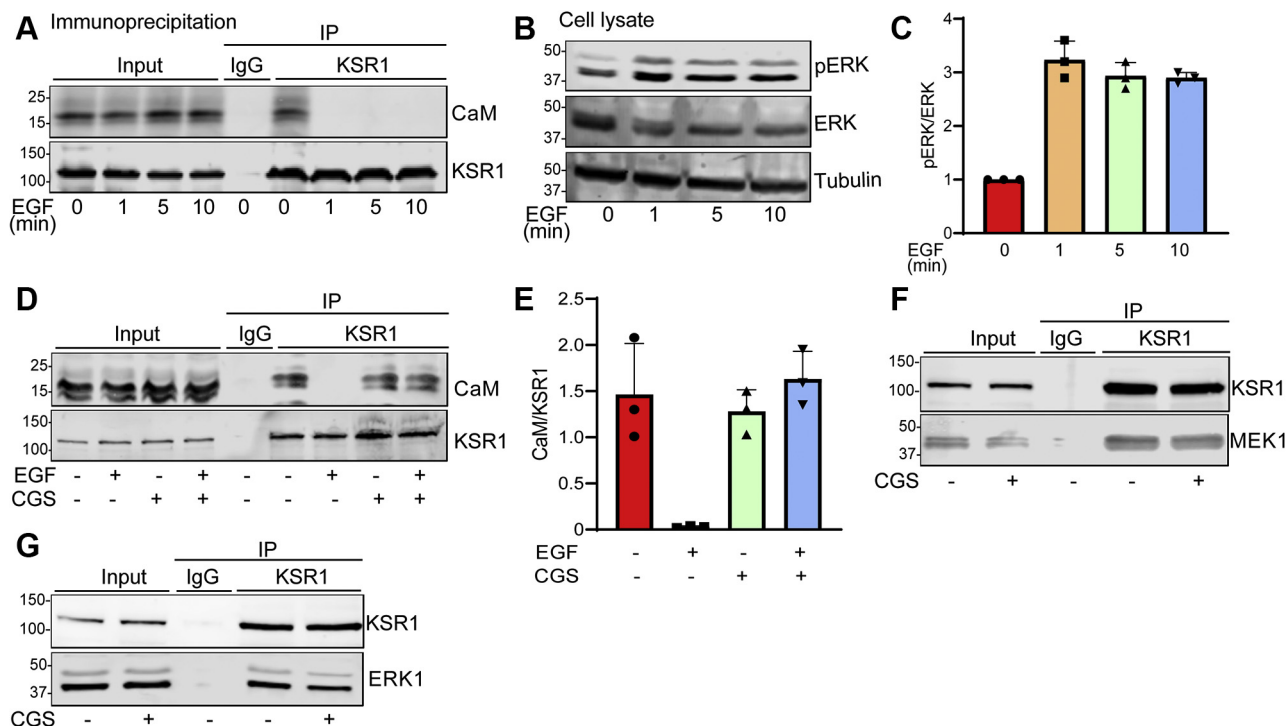 A Immunoprecipitation
IP
Input IgG KSR1
25
15
CaM
150
100
KSR1
EGF 0 1 5 10 0 0 1 5 10
(min)
B Cell lysate
50
37
pERK
50
37
ERK
50
37
Tubulin
EGF 0 1 5 10
(min)
C
pERK/ERK
4
3
2
1
0
EGF 0 1 5 10
(min)
D
IP
Input IgG KSR1
25
15
CaM
150
100
KSR1
EGF - + - + - - + - +
CGS - - + + - - - + +
E
CaM/KSR1
2.5
2.0
1.5
1.0
0.5
0
EGF - + - +
CGS - - + +
F
IP
Input IgG KSR1
150
100
KSR1
50
37
MEK1
CGS - + - - +
G
IP
Input IgG KSR1
150
100
KSR1
50
37
ERK1
CGS - + - - +